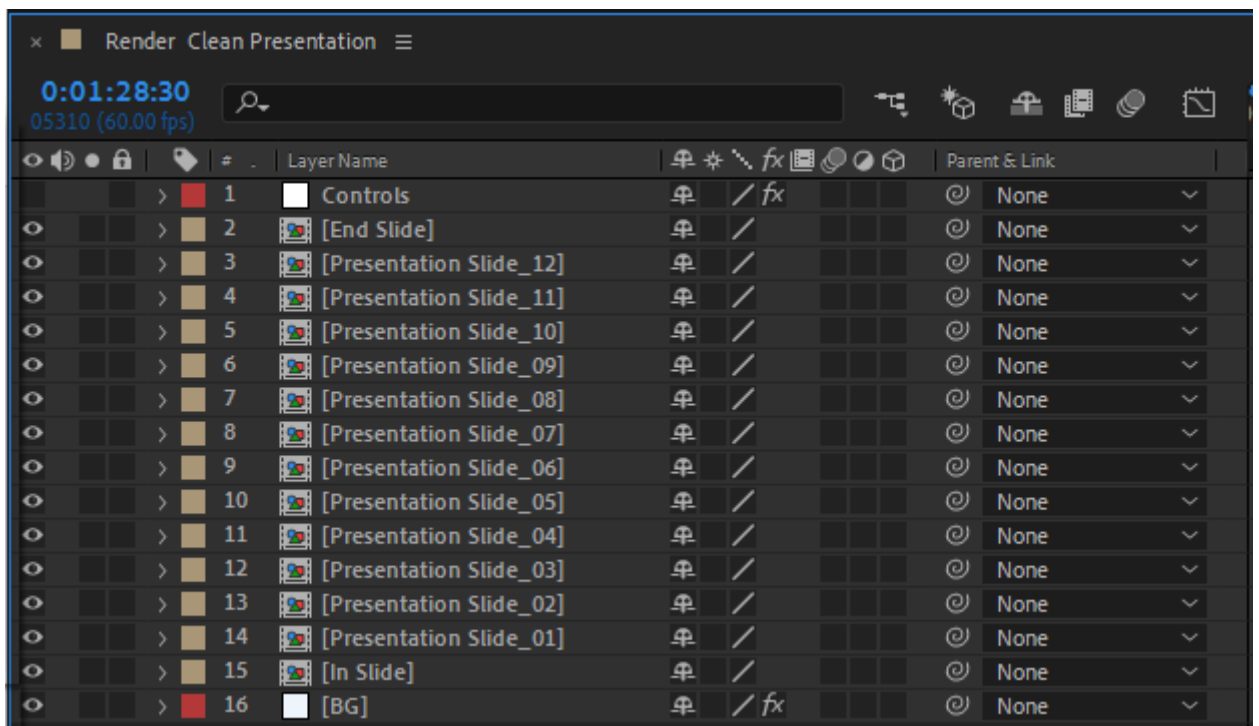 Render Clean Presentation
0:01:28:30
05310 (60.00 fps)
# . Layer Name fx Parent & Link
1 Controls fx None
2 [End Slide] None
3 [Presentation Slide_12] None
4 [Presentation Slide_11] None
5 [Presentation Slide_10] None
6 [Presentation Slide_09] None
7 [Presentation Slide_08] None
8 [Presentation Slide_07] None
9 [Presentation Slide_06] None
10 [Presentation Slide_05] None
11 [Presentation Slide_04] None
12 [Presentation Slide_03] None
13 [Presentation Slide_02] None
14 [Presentation Slide_01] None
15 [In Slide] None
16 [BG] fx None